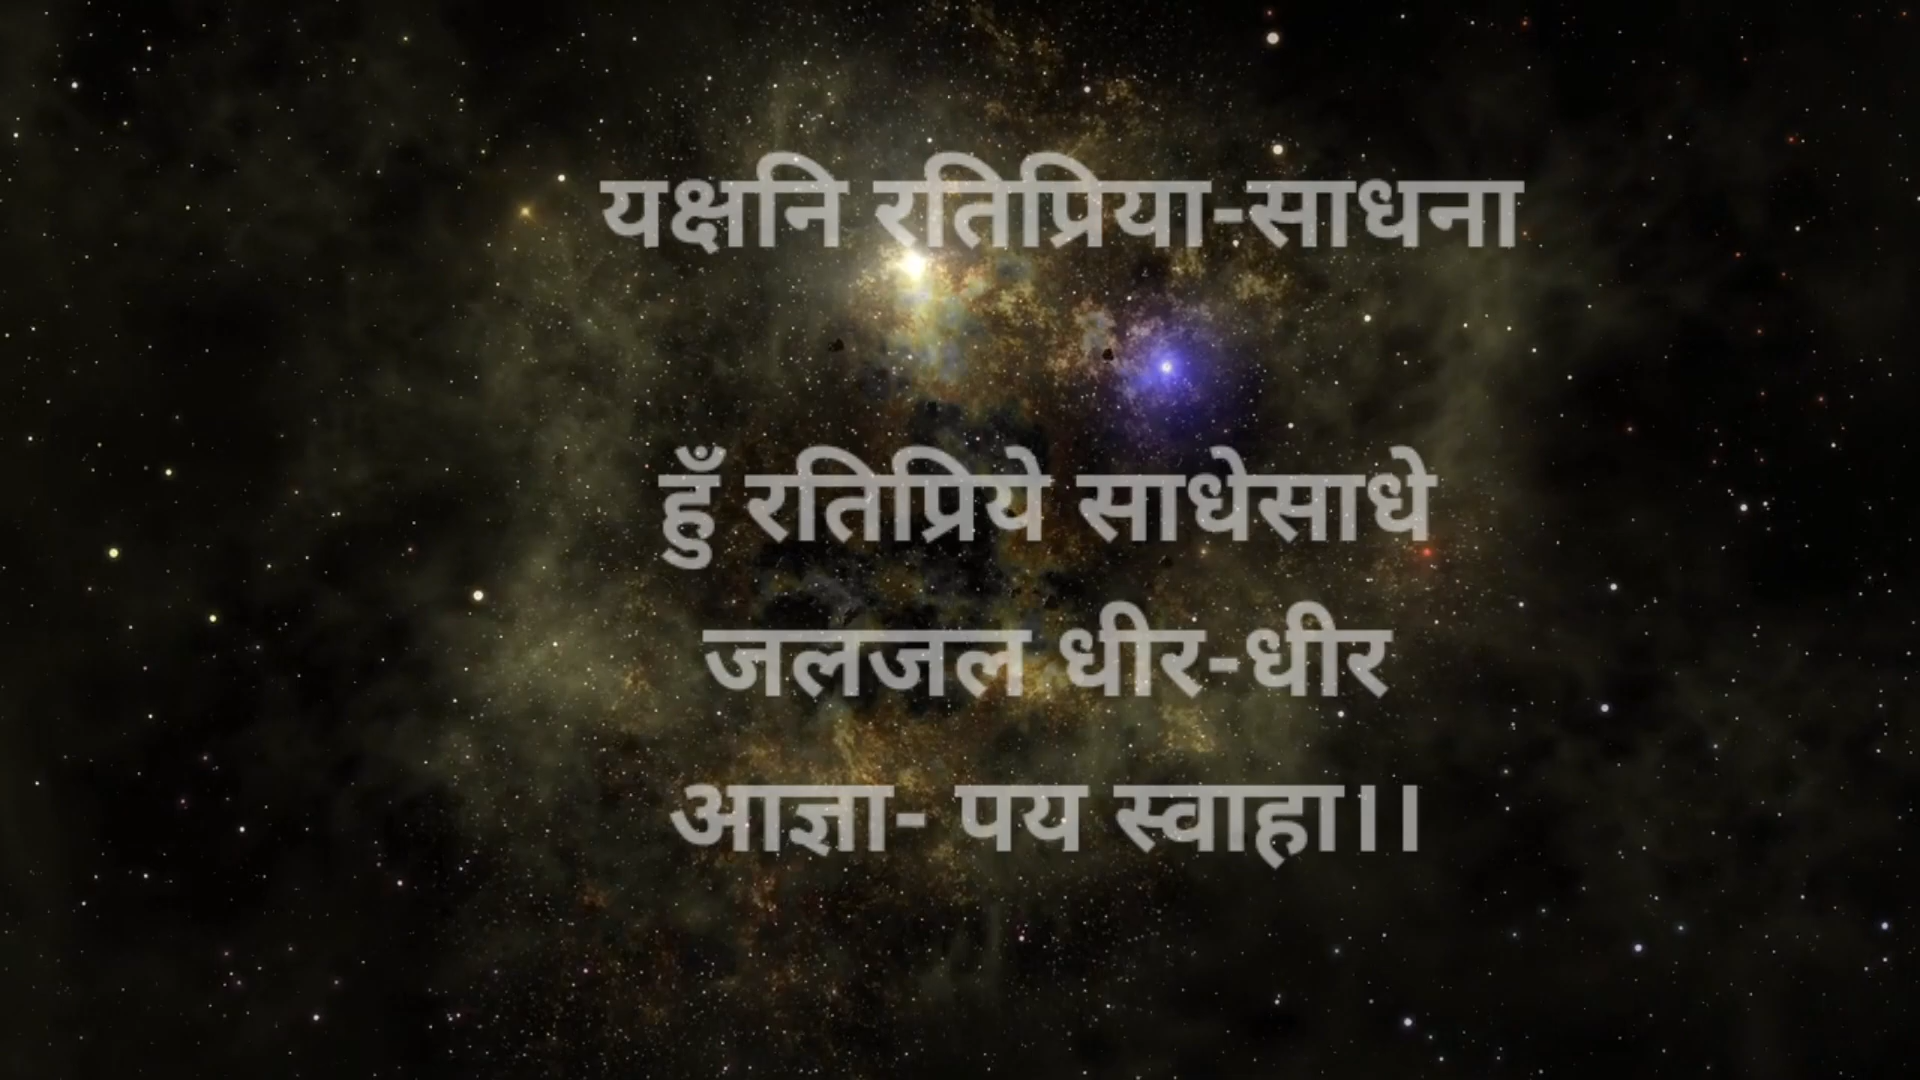 यक्षनि रतिप्रिया-साधना
हुँ रतिप्रिये साधेसाधे
जलजल धीर-धीर
आज्ञा- पय स्वाहा।।